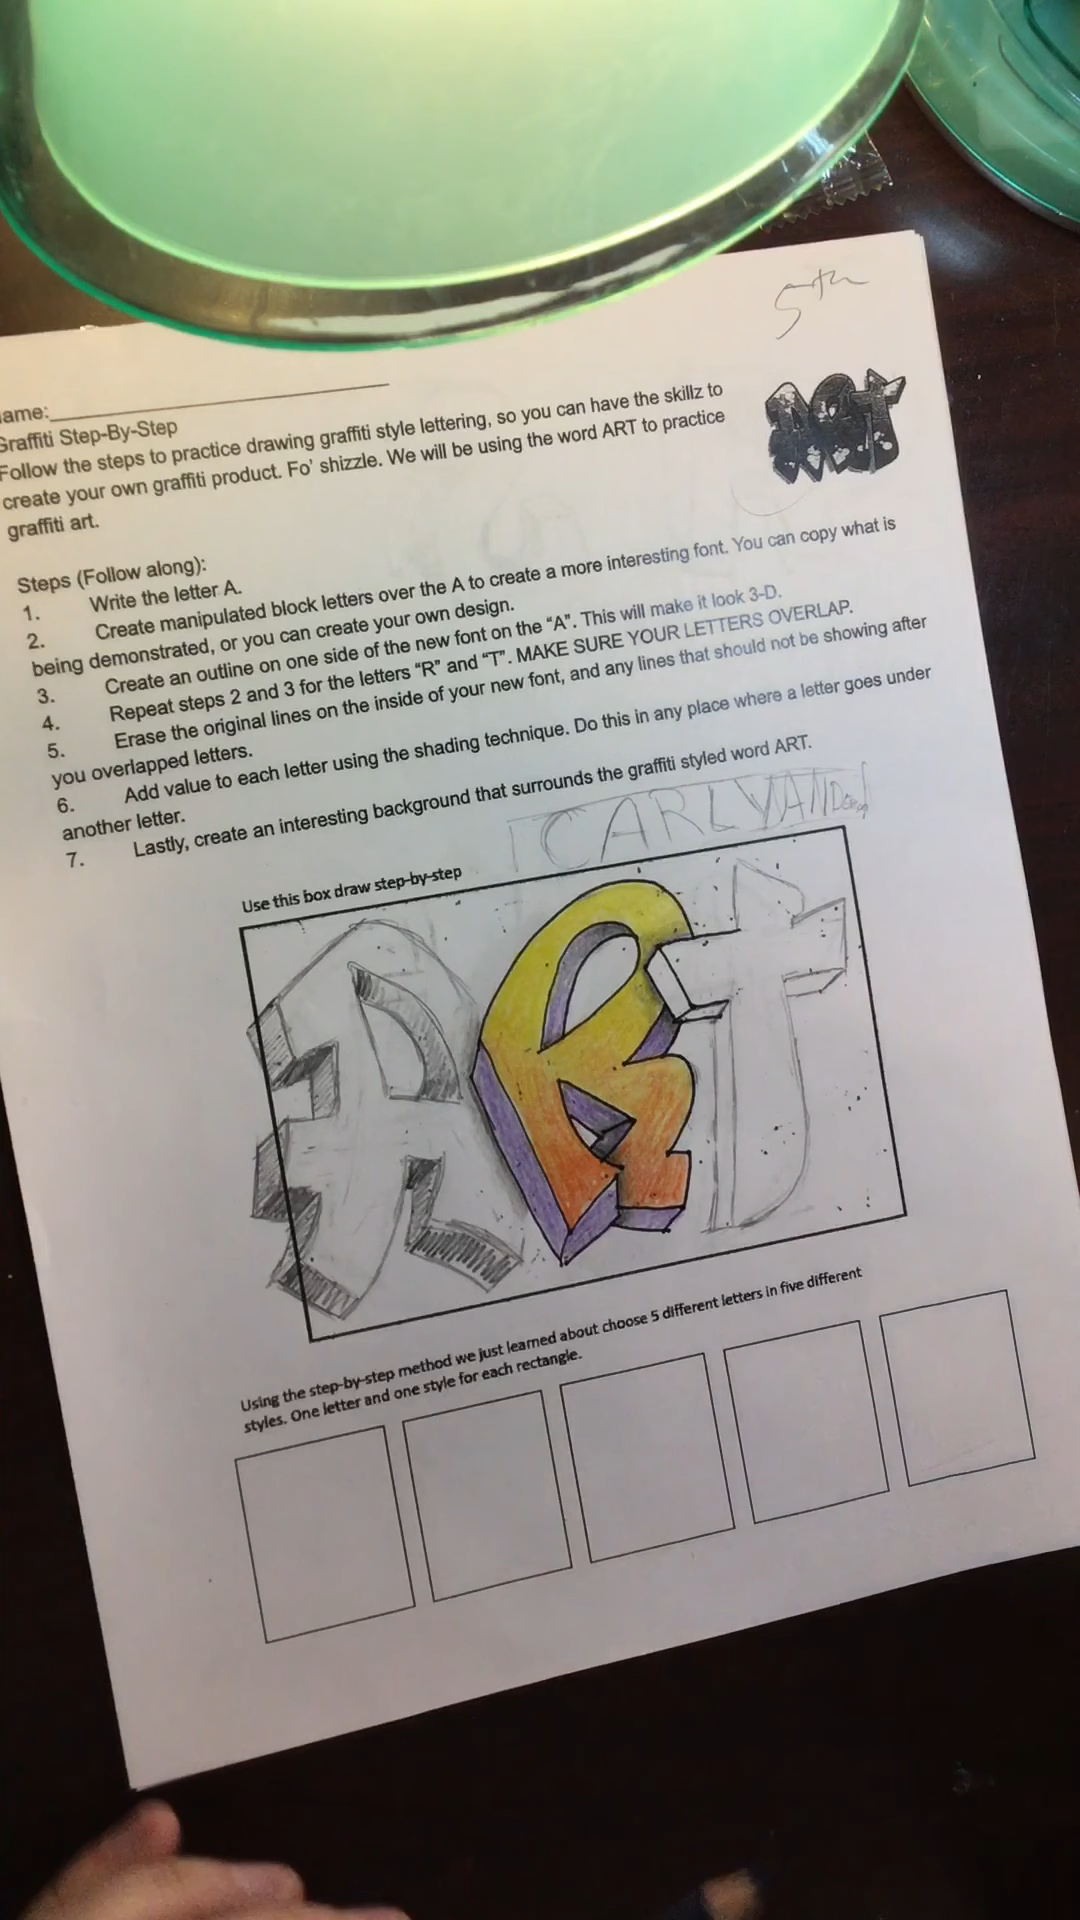 5th
ame:
Graffiti Step-By-Step
Follow the steps to practice drawing graffiti style lettering, so you can have the skillz to
create your own graffiti product. Fo' shizzle. We will be using the word ART to practice
graffiti art.
ART
Steps (Follow along):
1. Write the letter A.
2. Create manipulated block letters over the A to create a more interesting font. You can copy what is
being demonstrated, or you can create your own design.
3. Create an outline on one side of the new font on the “A”. This will make it look 3-D.
4. Repeat steps 2 and 3 for the letters “R” and “T”. MAKE SURE YOUR LETTERS OVERLAP.
5. Erase the original lines on the inside of your new font, and any lines that should not be showing after
you overlapped letters.
6. Add value to each letter using the shading technique. Do this in any place where a letter goes under
another letter.
7. Lastly, create an interesting background that surrounds the graffiti styled word ART.
CARLY
Use this box draw step-by-step
ARt
Using the step-by-step method we just learned about choose 5 different letters in five different
styles. One letter and one style for each rectangle.